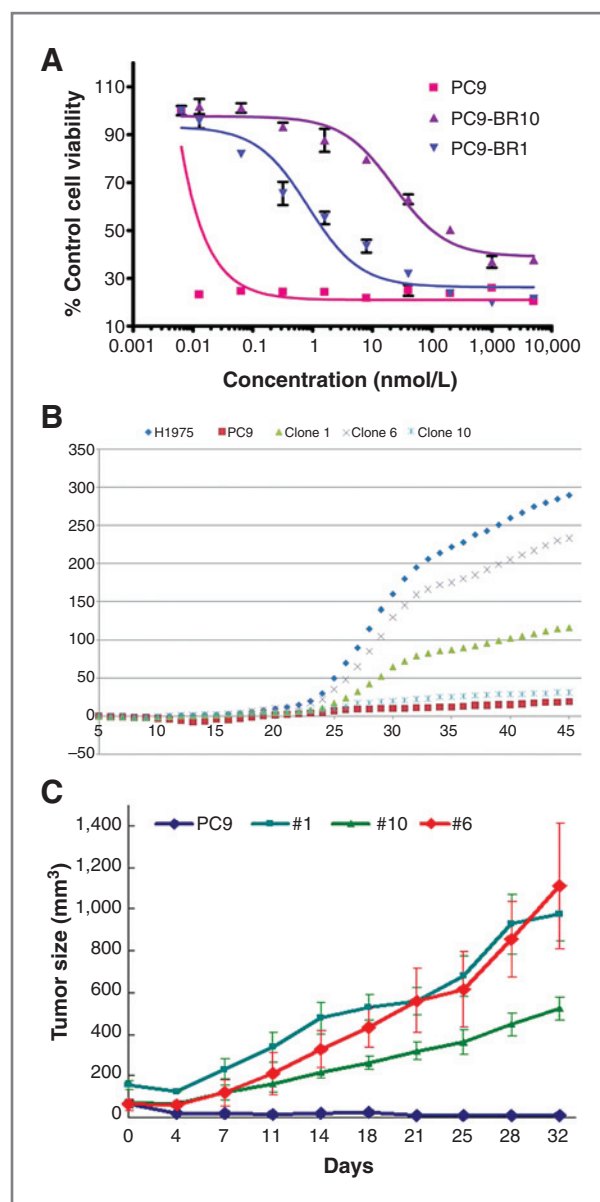 A
% Control cell viability
110
90
70
50
30
10
PC9
PC9-BR10
PC9-BR1
0.001 0.01 0.1 1 10 100 1,000 10,000
Concentration (nmol/L)
B
H1975 PC9 Clone 1 Clone 6 Clone 10
350
300
250
200
150
100
50
0
–50
5 10 15 20 25 30 35 40 45
C
Tumor size (mm3)
PC9 #1 #10 #6
1,400
1,200
1,000
800
600
400
200
0
0 4 7 11 14 18 21 25 28 32
Days